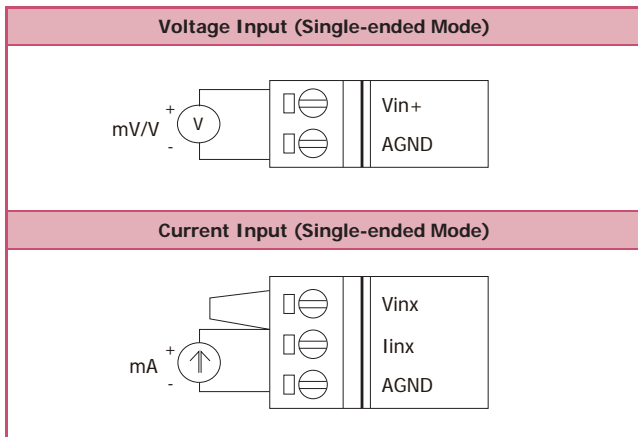 Voltage Input (Single-ended Mode)
Vin+
+
mV/V
V
-
AGND
Current Input (Single-ended Mode)
Vinx
+
Iinx
mA
-
AGND